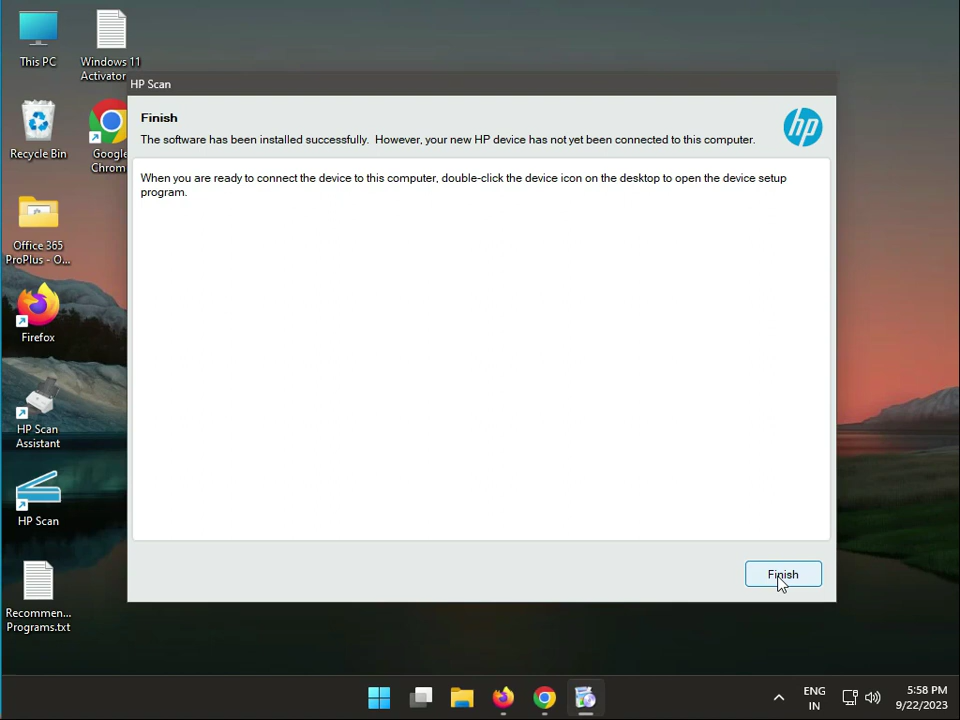 This PC
Windows 11
Activator
Recycle Bin
Google
Chrom
Office 365
ProPlus - O...
Firefox
HP Scan
Assistant
HP Scan
Recommen...
Programs.txt
HP Scan
Finish
The software has been installed successfully.  However, your new HP device has not yet been connected to this computer.
hp
When you are ready to connect the device to this computer, double-click the device icon on the desktop to open the device setup
program.
Finish
ENG
IN
5:58 PM
9/22/2023